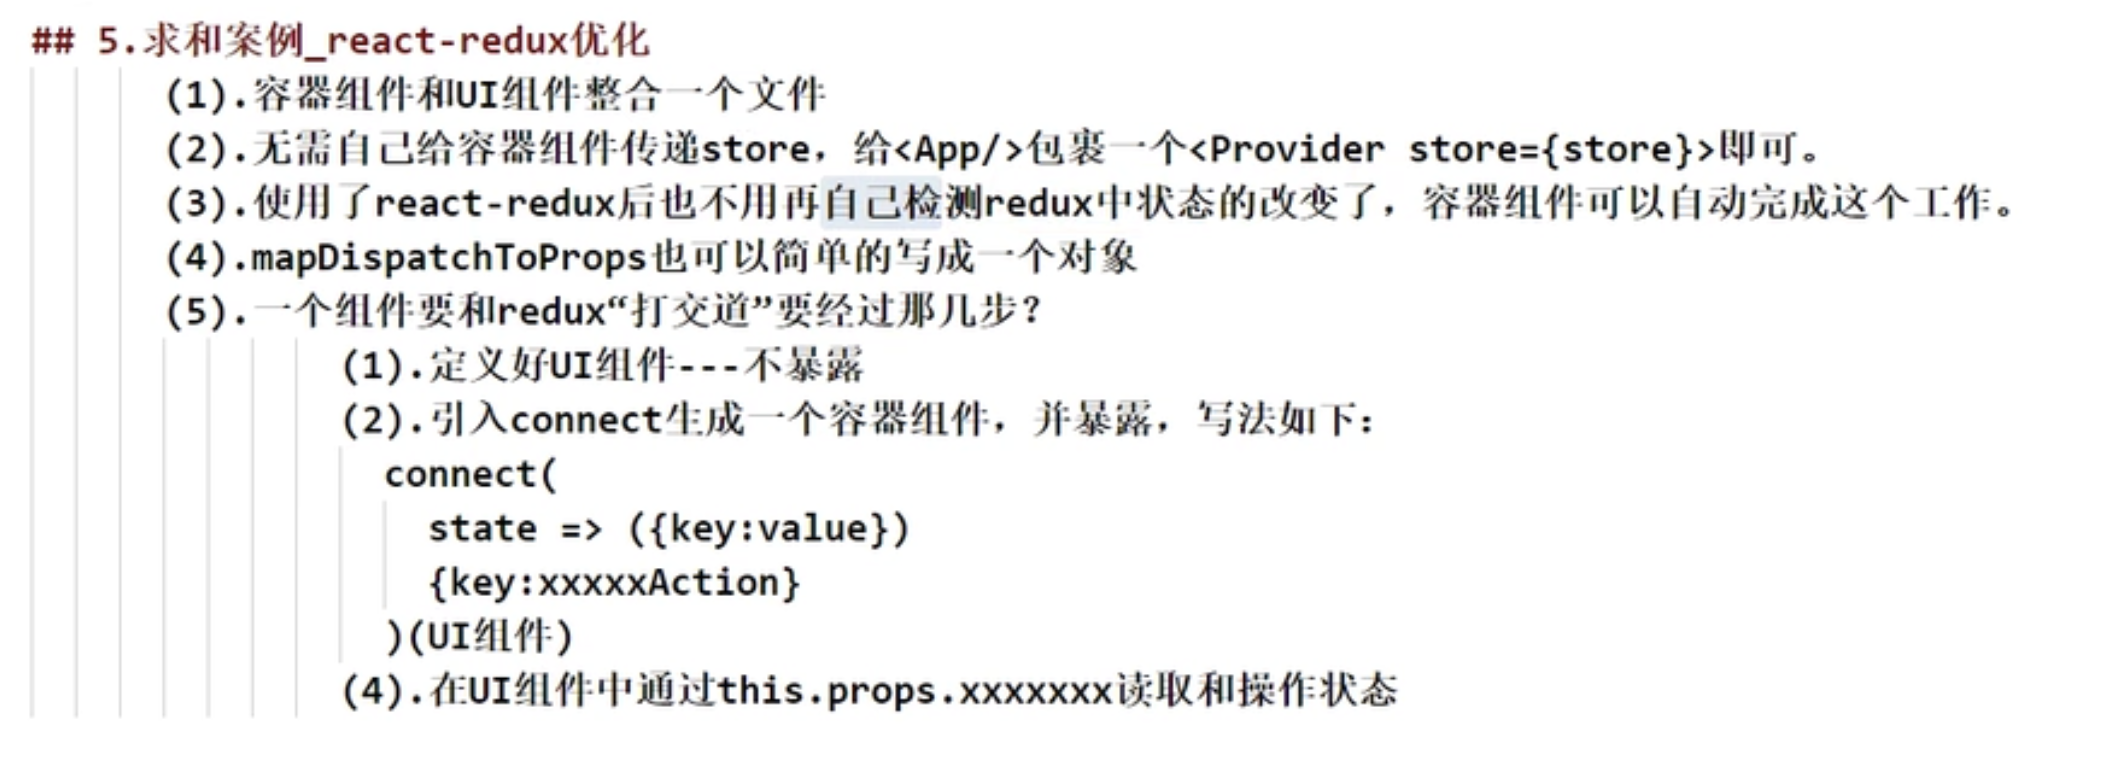 ## 5.求和案例_react-redux优化
(1).容器组件和UI组件整合一个文件
(2).无需自己给容器组件传递store，给<App/>包裹一个<Provider store={store}>即可。
(3).使用了react-redux后也不用再自己检测redux中状态的改变了，容器组件可以自动完成这个工作。
(4).mapDispatchToProps也可以简单的写成一个对象
(5).一个组件要和redux“打交道”要经过那几步？
(1).定义好UI组件---不暴露
(2).引入connect生成一个容器组件，并暴露，写法如下：
connect(
state => ({key:value})
{key:xxxxxAction}
)(UI组件)
(4).在UI组件中通过this.props.xxxxxxx读取和操作状态